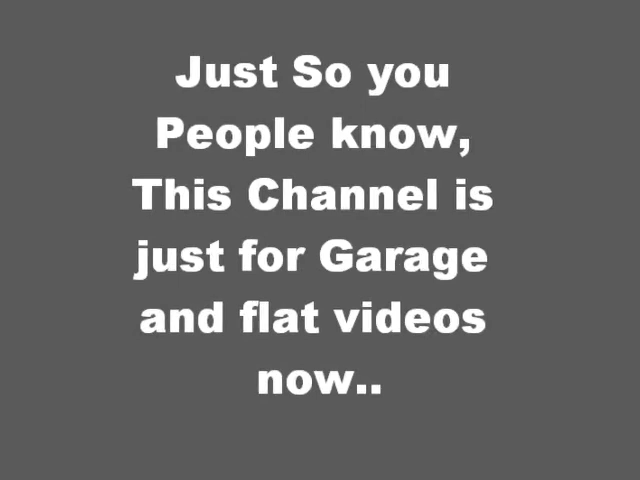 Just So you
People know,
This Channel is
just for Garage
and flat videos
now..